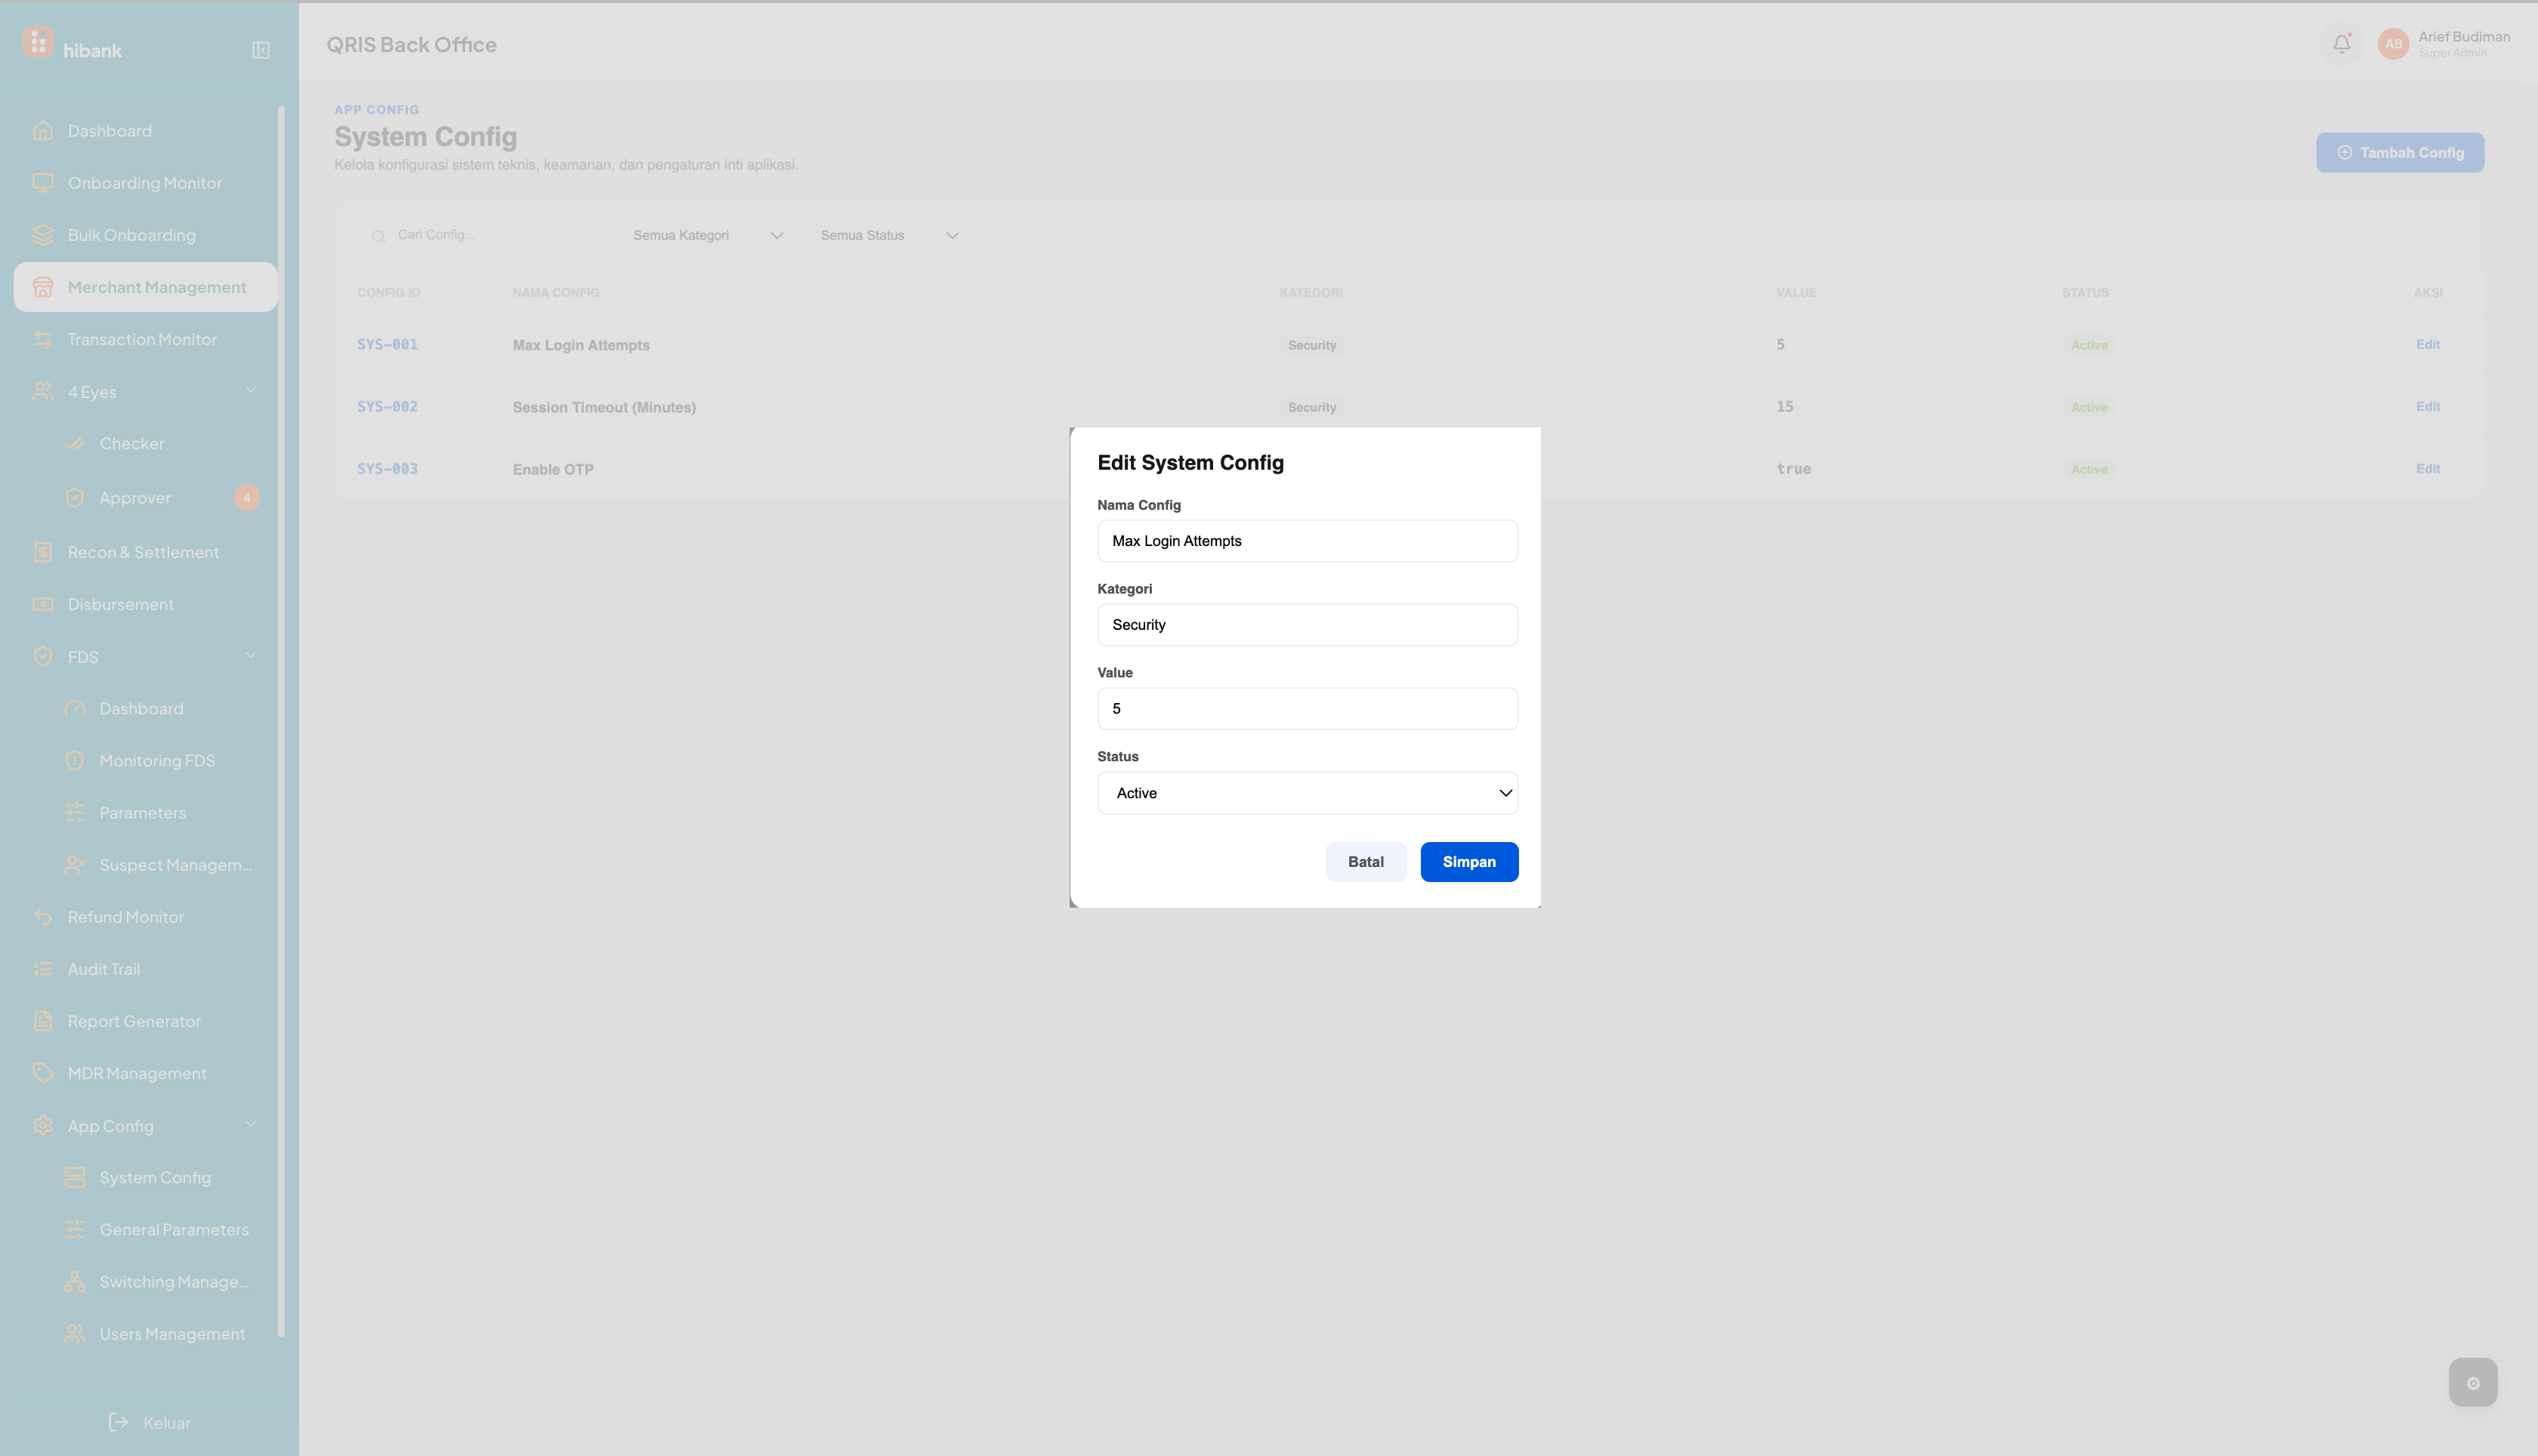 hibank
Dashboard
Onboarding Monitor
Bulk Onboarding
Merchant Management
Transaction Monitor
4 Eyes
Checker
Approver 4
Recon & Settlement
Disbursement
FDS
Dashboard
Monitoring FDS
Parameters
Suspect Managem...
Refund Monitor
Audit Trail
Report Generator
MDR Management
App Config
System Config
General Parameters
Switching Manage...
Users Management
Keluar
QRIS Back Office
AB Arief Budiman
Super Admin
APP CONFIG
System Config
Kelola konfigurasi sistem teknis, keamanan, dan pengaturan inti aplikasi.
Tambah Config
Cari Config... Semua Kategori Semua Status
CONFIG ID NAMA CONFIG KATEGORI VALUE STATUS AKSI
SYS-001 Max Login Attempts Security 5 Active Edit
SYS-002 Session Timeout (Minutes) Security 15 Active Edit
SYS-003 Enable OTP true Active Edit
Edit System Config
Nama Config
Max Login Attempts
Kategori
Security
Value
5
Status
Active
Batal Simpan